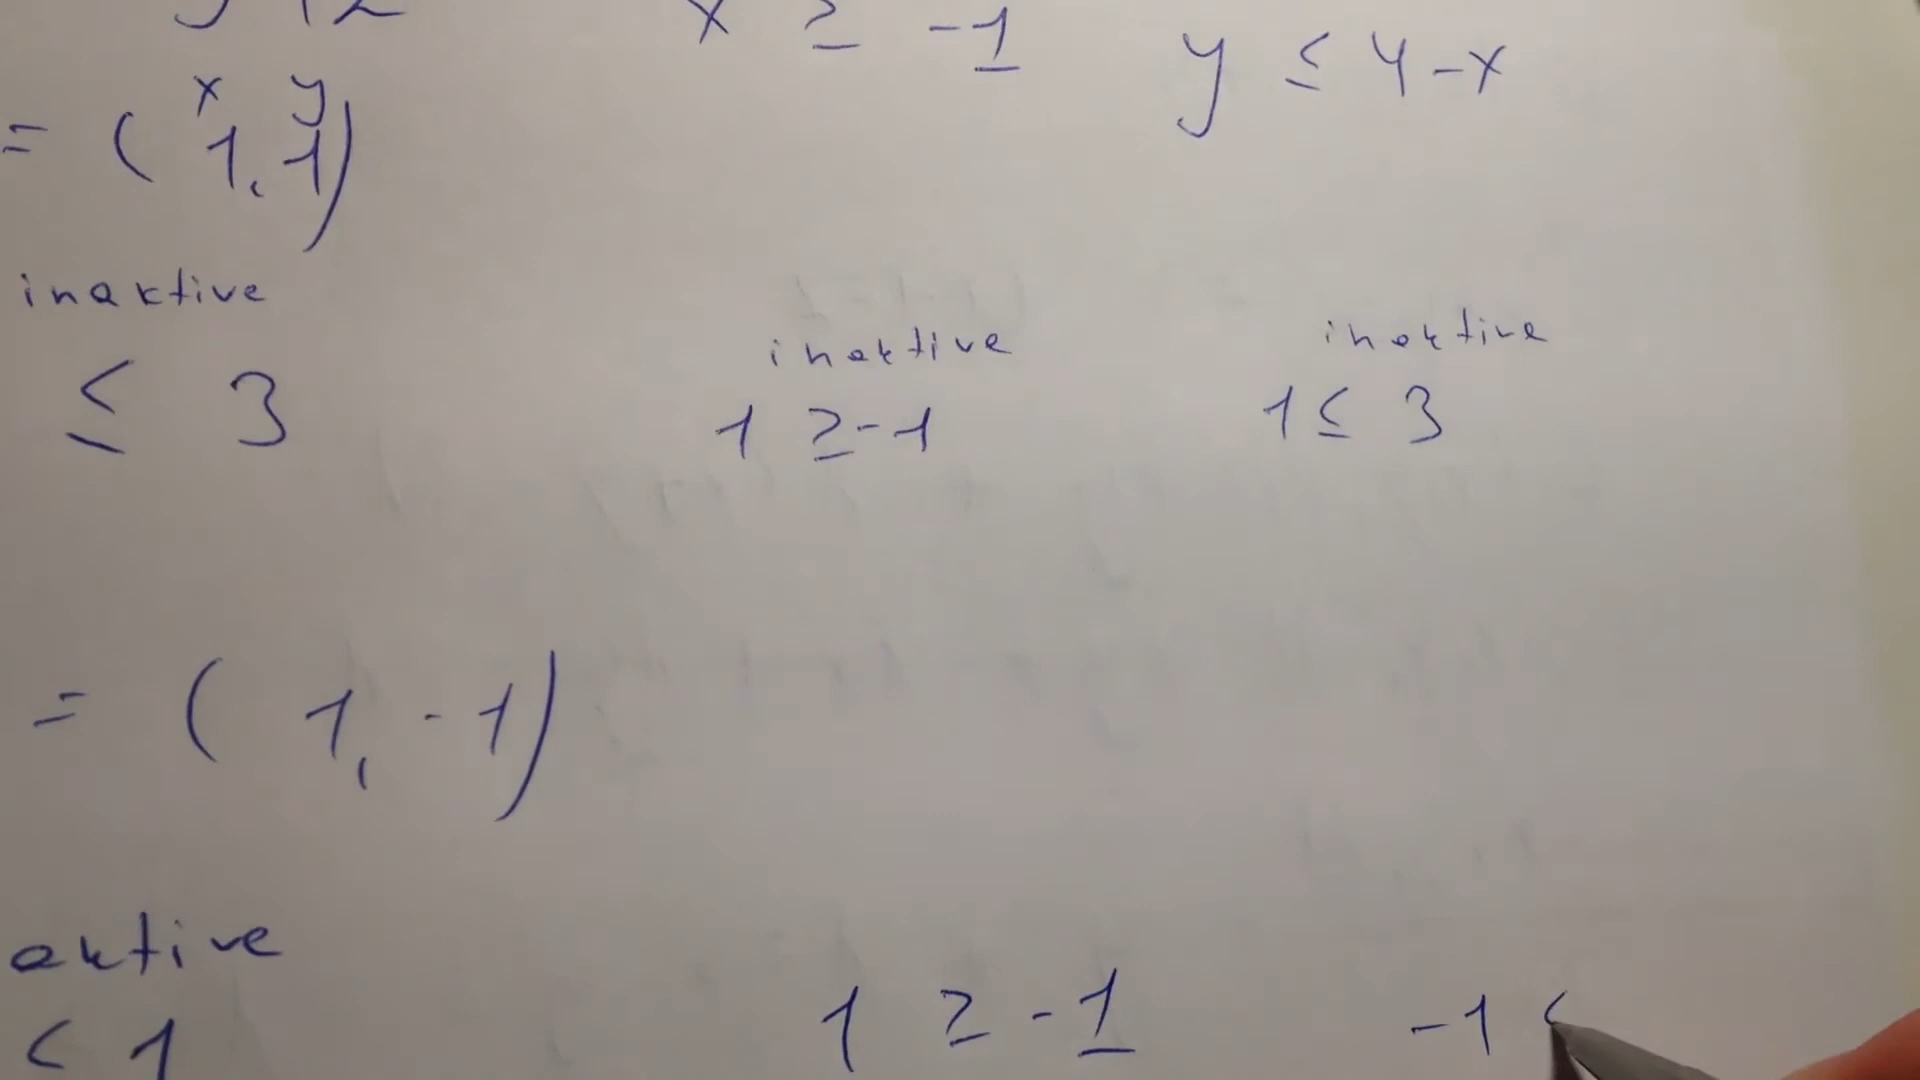 x ≥ -1
y ≤ 4-x
x y
= (1,1)
inaktive
≤ 3
inaktive
1 ≥ -1
inaktive
1 ≤ 3
= (1, -1)
aktive
≤ 1
1 ≥ -1
-1